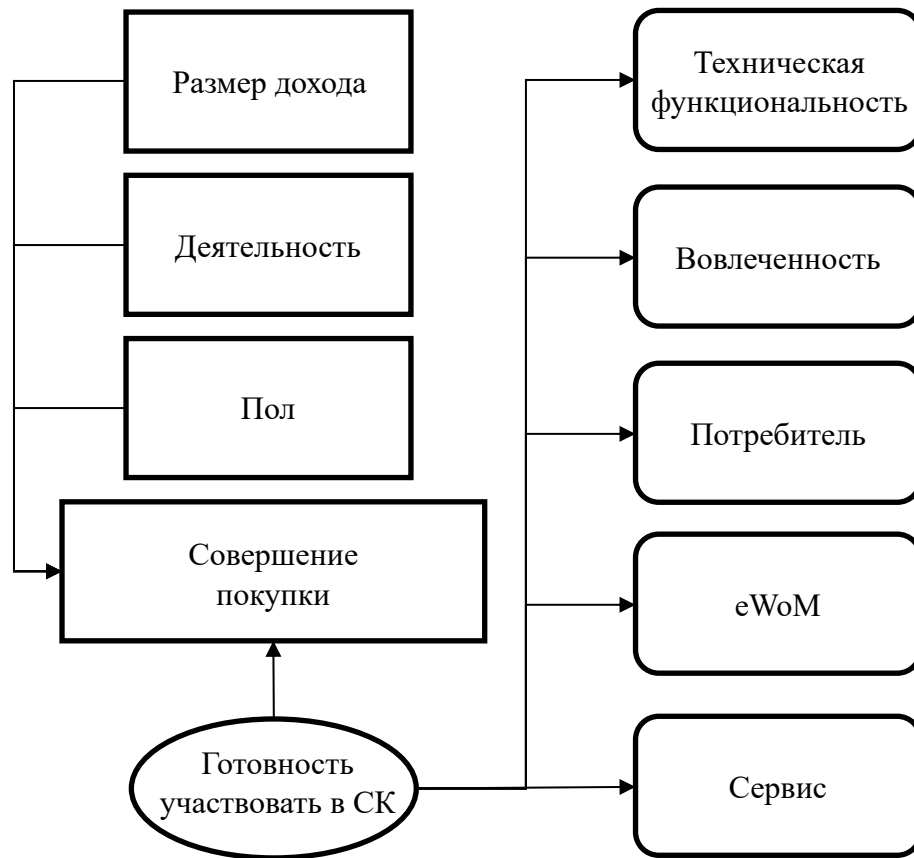 Размер дохода
Деятельность
Пол
Совершение
покупки
Готовность
участвовать в СК
Техническая
функциональность
Вовлеченность
Потребитель
eWoM
Сервис